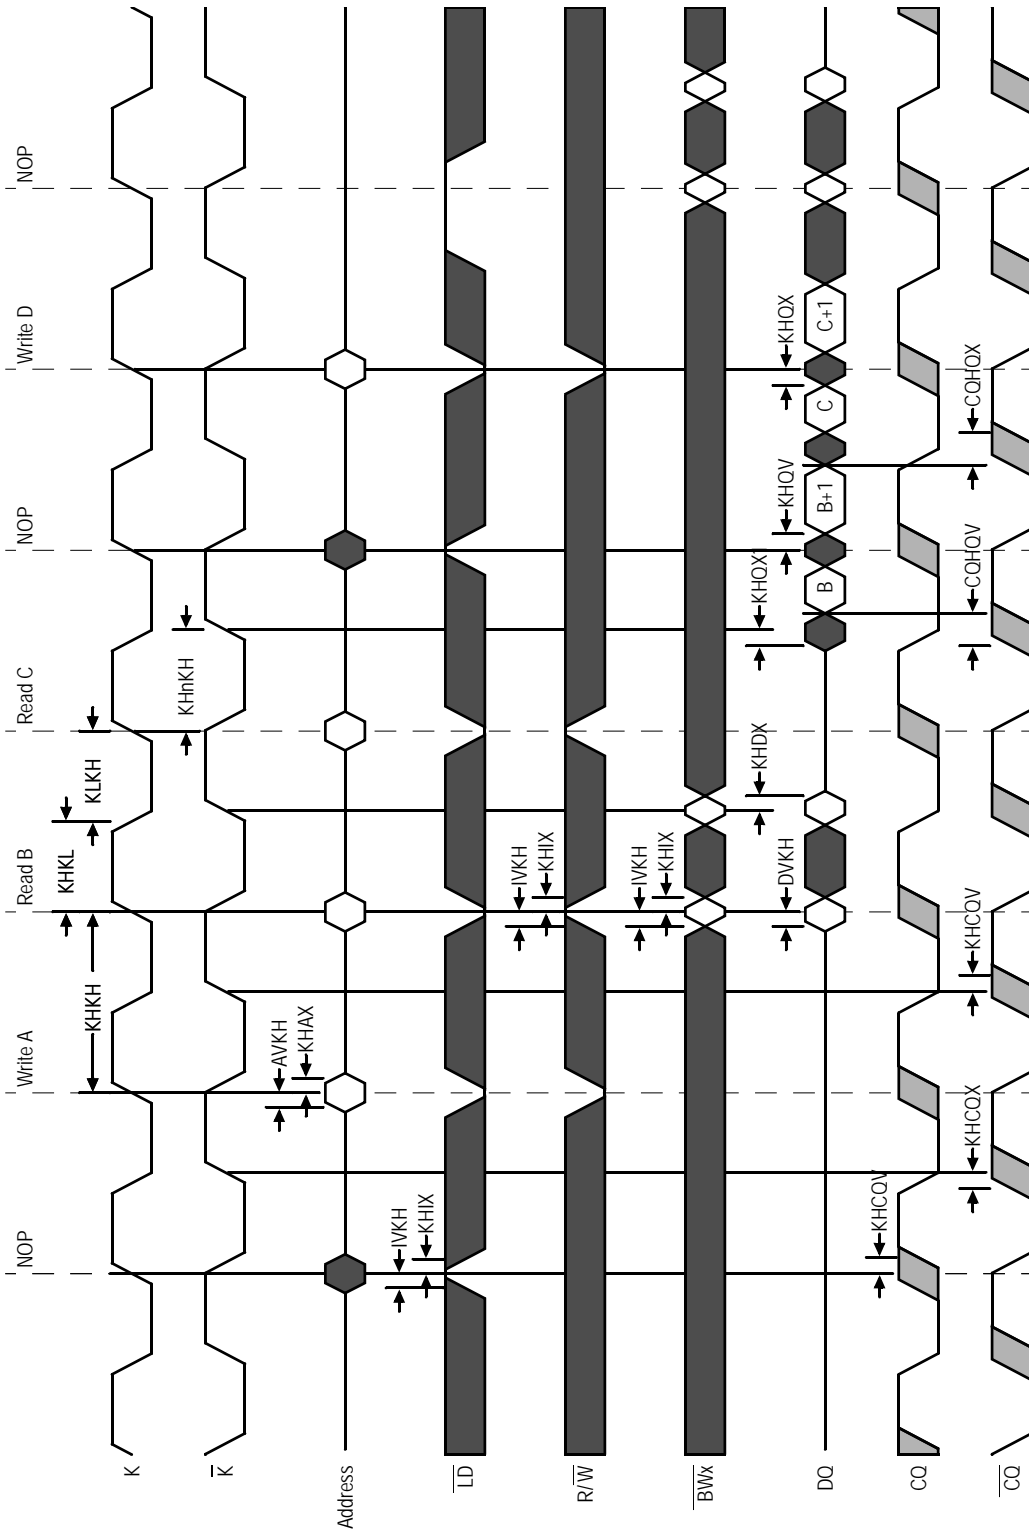 NOP
Write A
Read B
Read C
NOP
Write D
NOP
K
KHKH
KHKL
KLKH
K
KHnKH
Address
AVKH
KHAX
LD
IVKH
KHIX
R/W
IVKH
KHIX
BWx
IVKH
KHIX
DQ
DVKH
KHDX
KHQX1
KHQV
KHQX
B
B+1
C
C+1
CQ
KHCQV
CQ
KHCQX
KHCQV
CQHQV
CQHQX